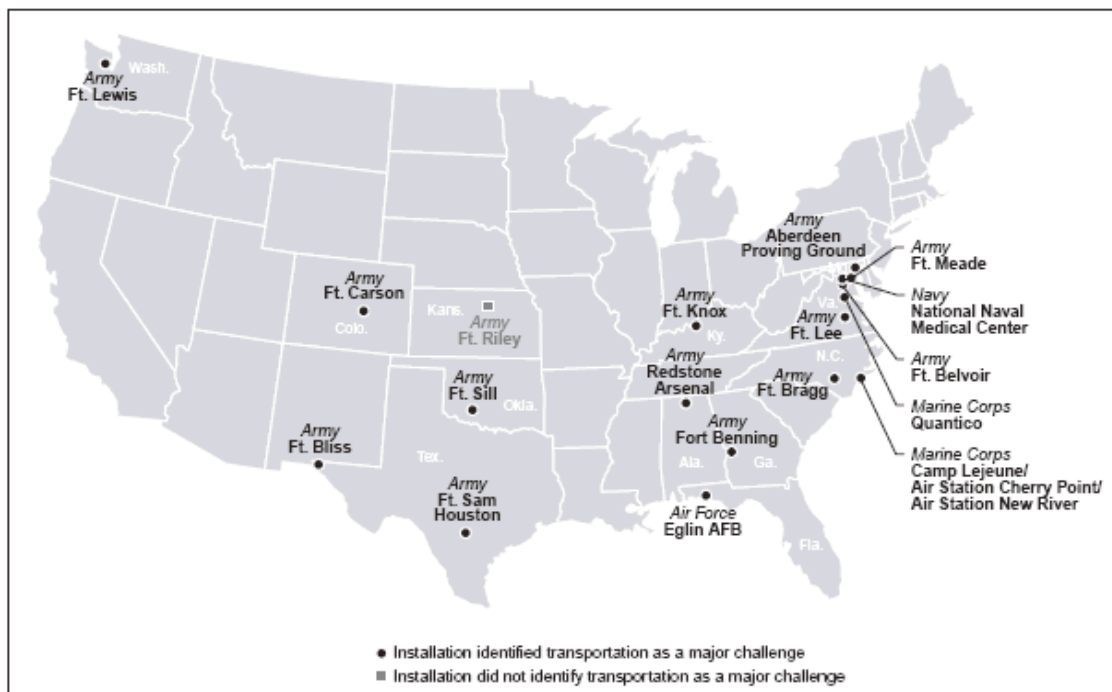 Wash.
Army
Ft. Lewis
Army
Ft. Carson
Colo.
Kans.
Army
Ft. Riley
Army
Ft. Sill
Okla.
Army
Ft. Bliss
Tex.
Army
Ft. Sam
Houston
Army
Ft. Knox
Ky.
Army
Redstone
Arsenal
Army
Fort Benning
Ala.
Ga.
Air Force
Eglin AFB
Fla.
Army
Aberdeen
Proving Ground
Va.
Army
Ft. Lee
N.C.
Army
Ft. Bragg
Army
Ft. Meade
Navy
National Naval
Medical Center
Army
Ft. Belvoir
Marine Corps
Quantico
Marine Corps
Camp Lejeune/
Air Station Cherry Point/
Air Station New River
Installation identified transportation as a major challenge
Installation did not identify transportation as a major challenge